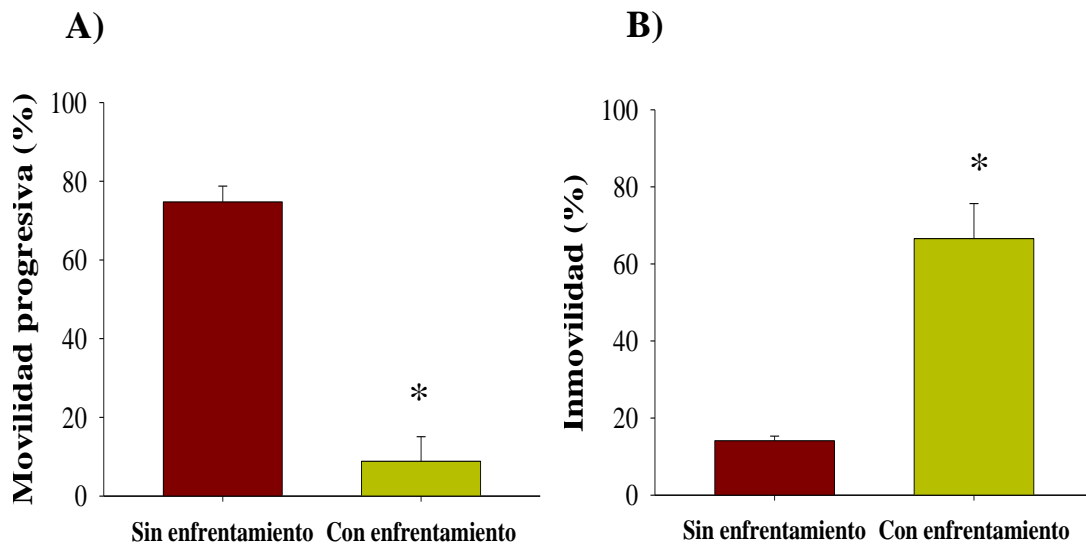 A)
Movilidad progresiva (%)
100
80
60
40
20
0
*
Sin enfrentamiento Con enfrentamiento
B)
Inmovilidad (%)
100
80
60
40
20
0
*
Sin enfrentamiento Con enfrentamiento